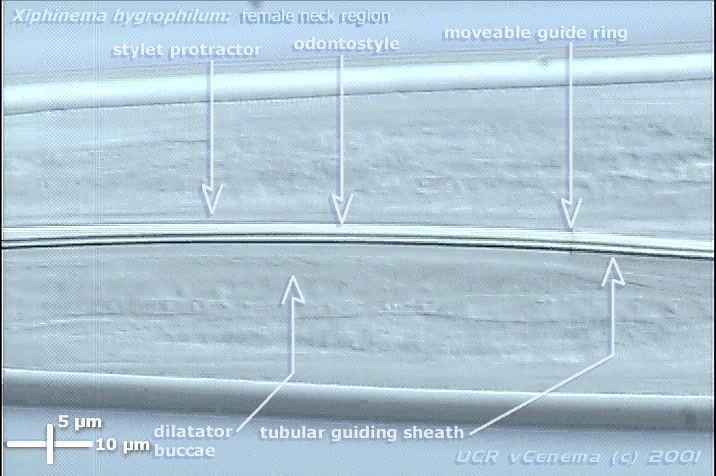 Xiphinema hygrophilum: female neck region
stylet protractor
odontostyle
moveable guide ring
5 µm
10 µm
dilatator
buccae
tubular guiding sheath
UCR vCenema (c) 2001